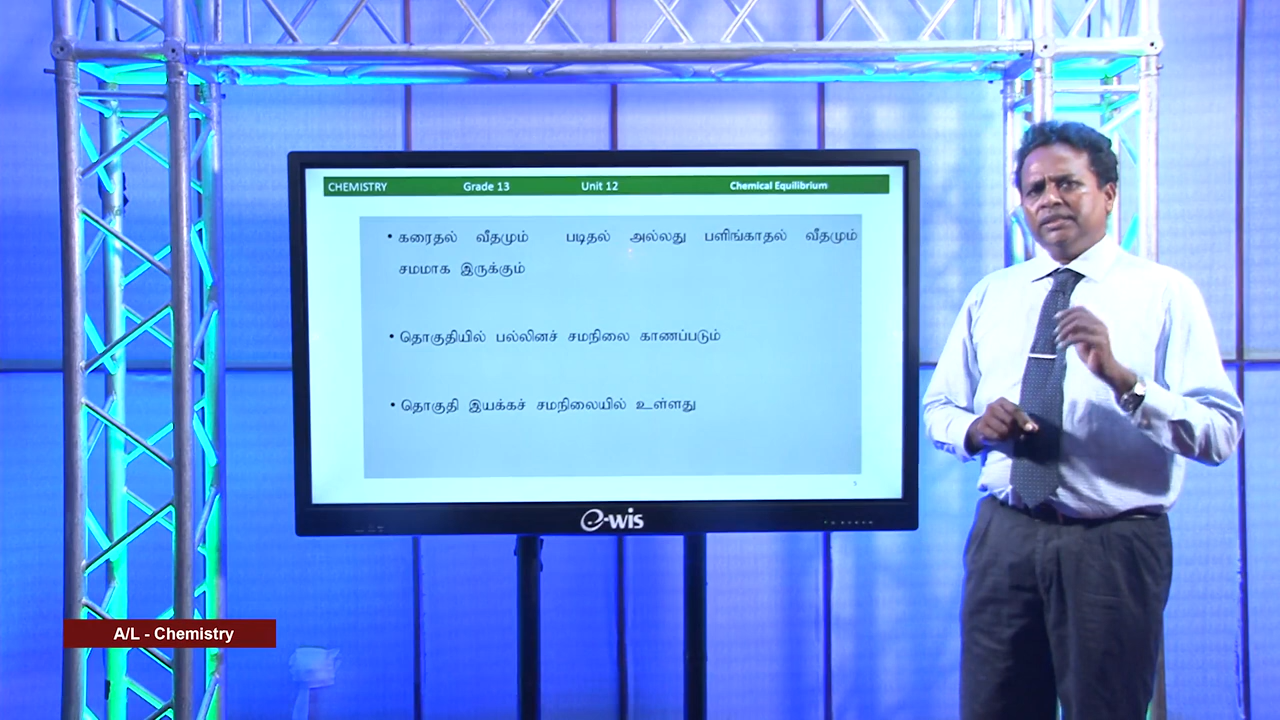 CHEMISTRY Grade 13 Unit 12 Chemical Equilibrium
• கரைதல் வீதமும் படிதல் அல்லது பளிங்காதல் வீதமும்
சமமாக இருக்கும்
• தொகுதியில் பல்லினச் சமநிலை காணப்படும்
• தொகுதி இயக்கச் சமநிலையில் உள்ளது
5
e-wis
A/L - Chemistry